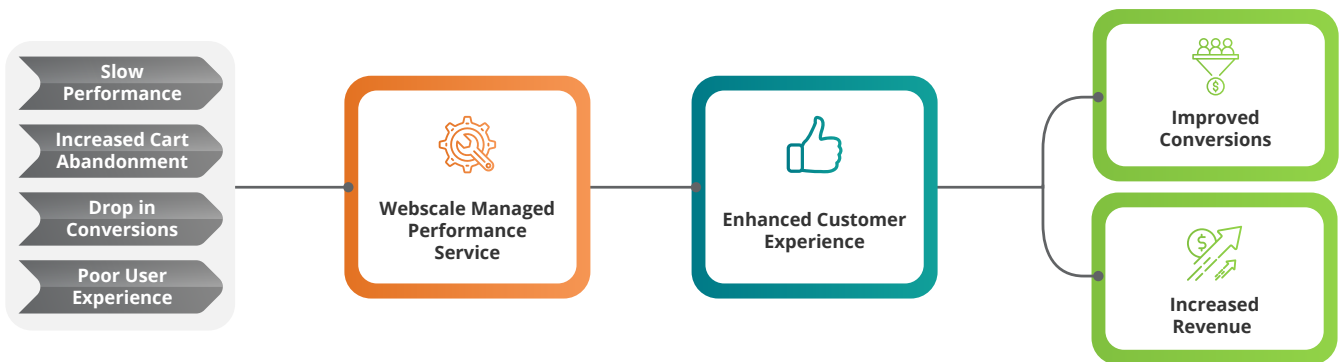 Slow
Performance
Increased Cart
Abandonment
Drop in
Conversions
Poor User
Experience
Webscale Managed
Performance
Service
Enhanced Customer
Experience
$
Improved
Conversions
$
Increased
Revenue